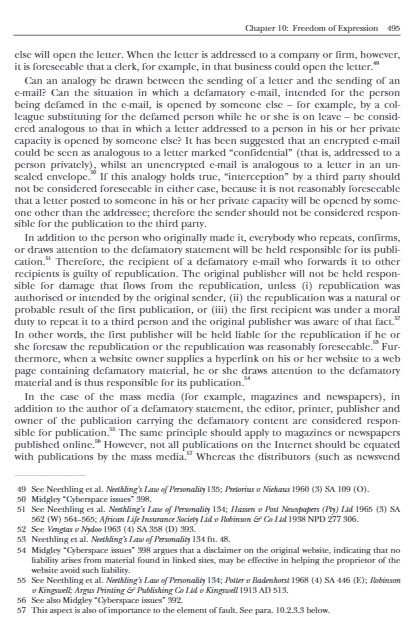 Chapter 10: Freedom of Expression 495
else will open the letter. When the letter is addressed to a company or firm, however,
it is foreseeable that a clerk, for example, in that business could open the letter.49
Can an analogy be drawn between the sending of a letter and the sending of an
e-mail? Can the situation in which a defamatory e-mail, intended for the person
being defamed in the e-mail, is opened by someone else – for example, by a col-
league substituting for the defamed person while he or she is on leave – be consid-
ered analogous to that in which a letter addressed to a person in his or her private
capacity is opened by someone else? It has been suggested that an encrypted e-mail
could be seen as analogous to a letter marked “confidential” (that is, addressed to a
person privately), whilst an unencrypted e-mail is analogous to a letter in an un-
sealed envelope.50 If this analogy holds true, “interception” by a third party should
not be considered foreseeable in either case, because it is not reasonably foreseeable
that a letter posted to someone in his or her private capacity will be opened by some-
one other than the addressee; therefore the sender should not be considered respon-
sible for the publication to the third party.
In addition to the person who originally made it, everybody who repeats, confirms,
or draws attention to the defamatory statement will be held responsible for its publi-
cation.51 Therefore, the recipient of a defamatory e-mail who forwards it to other
recipients is guilty of republication. The original publisher will not be held respon-
sible for damage that flows from the republication, unless (i) republication was
authorised or intended by the original sender, (ii) the republication was a natural or
probable result of the first publication, or (iii) the first recipient was under a moral
duty to repeat it to a third person and the original publisher was aware of that fact.52
In other words, the first publisher will be held liable for the republication if he or
she foresaw the republication or the republication was reasonably foreseeable.53 Fur-
thermore, when a website owner supplies a hyperlink on his or her website to a web
page containing defamatory material, he or she draws attention to the defamatory
material and is thus responsible for its publication.54
In the case of the mass media (for example, magazines and newspapers), in
addition to the author of a defamatory statement, the editor, printer, publisher and
owner of the publication carrying the defamatory content are considered respon-
sible for publication.55 The same principle should apply to magazines or newspapers
published online.56 However, not all publications on the Internet should be equated
with publications by the mass media.57 Whereas the distributors (such as newsvend
49 See Neethling et al. Neethling’s Law of Personality 135; Pretorius v Niehaus 1960 (3) SA 109 (O).
50 Midgley “Cyberspace issues” 398.
51 See Neethling et al. Neethling’s Law of Personality 134; Hassen v Post Newspapers (Pty) Ltd 1965 (3) SA
562 (W) 564–565; African Life Insurance Society Ltd v Robinson & Co Ltd 1938 NPD 277 306.
52 See Vengtas v Nydoo 1963 (4) SA 358 (D) 393.
53 Neethling et al. Neethling’s Law of Personality 134 fn. 48.
54 Midgley “Cyberspace issues” 398 argues that a disclaimer on the original website, indicating that no
liability arises from material found in linked sites, may be effective in helping the proprietor of the
website avoid such liability.
55 See Neethling et al. Neethling’s Law of Personality 134; Potter v Badenhorst 1968 (4) SA 446 (E); Robinson
v Kingswell; Argus Printing & Publishing Co Ltd v Kingswell 1913 AD 513.
56 See also Midgley “Cyberspace issues” 392.
57 This aspect is also of importance to the element of fault. See para. 10.2.3.3 below.